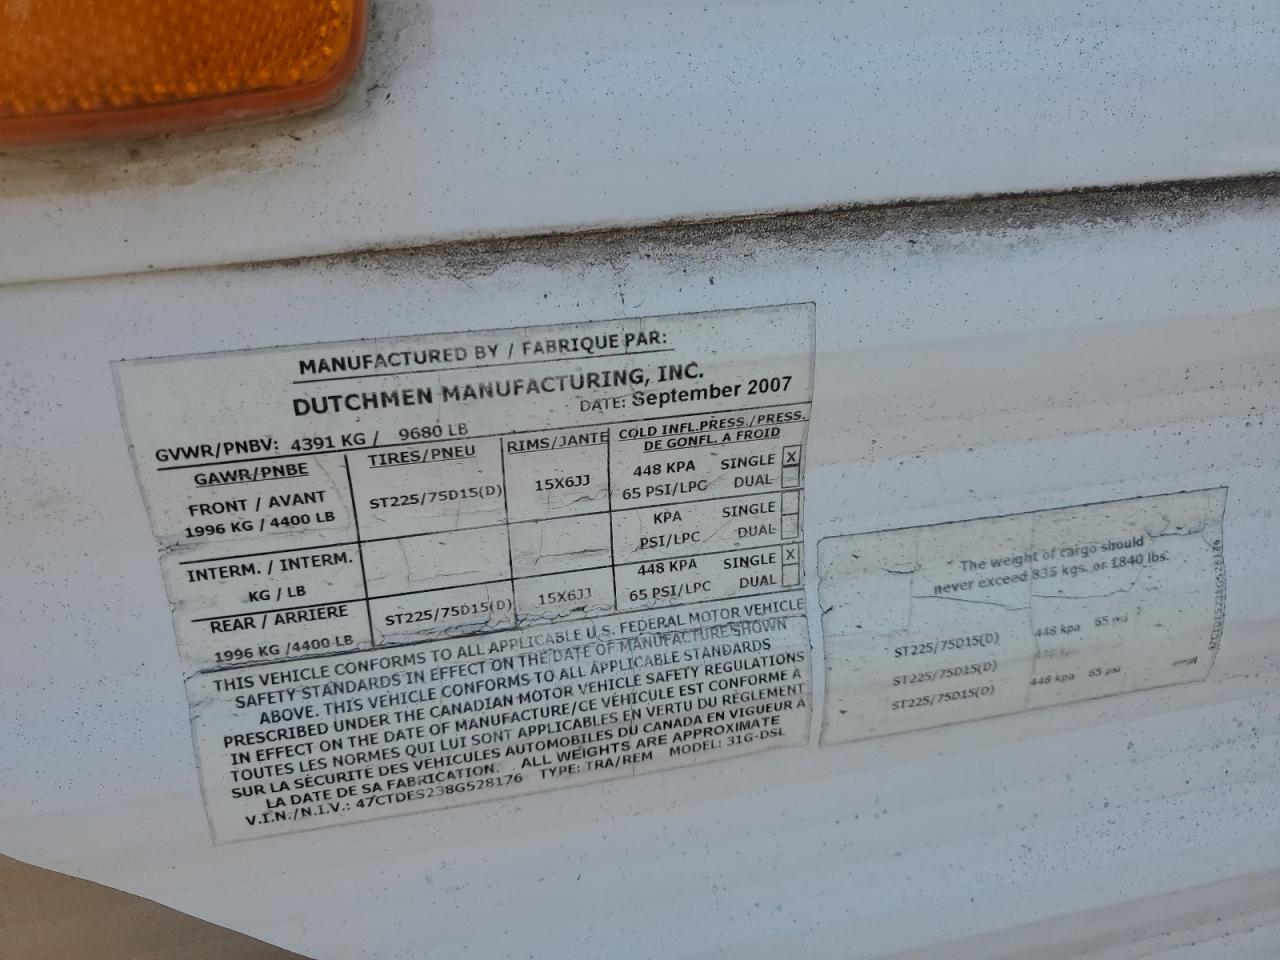 MANUFACTURED BY / FABRIQUE PAR:
DUTCHMEN MANUFACTURING, INC.
DATE: September 2007
GVWR/PNBV: 4391 KG / 9680 LB
GAWR/PNBE TIRES/PNEU RIMS/JANTE COLD INFL.PRESS./PRESS. DE GONFL. A FROID
FRONT / AVANT ST225/75D15(D) 15X6JJ 448 KPA SINGLE X
1996 KG / 4400 LB 65 PSI/LPC DUAL
INTERM. / INTERM. KPA SINGLE
KG / LB PSI/LPC DUAL
REAR / ARRIERE ST225/75D15(D) 15X6JJ 448 KPA SINGLE X
1996 KG /4400 LB 65 PSI/LPC DUAL
THIS VEHICLE CONFORMS TO ALL APPLICABLE U.S. FEDERAL MOTOR VEHICLE
SAFETY STANDARDS IN EFFECT ON THE DATE OF MANUFACTURE SHOWN
ABOVE. THIS VEHICLE CONFORMS TO ALL APPLICABLE STANDARDS
PRESCRIBED UNDER THE CANADIAN MOTOR VEHICLE SAFETY REGULATIONS
IN EFFECT ON THE DATE OF MANUFACTURE/CE VÉHICULE EST CONFORME À
TOUTES LES NORMES QUI LUI SONT APPLICABLES EN VERTU DU RÈGLEMENT
SUR LA SÉCURITÉ DES VÉHICULES AUTOMOBILES DU CANADA EN VIGUEUR A
LA DATE DE SA FABRICATION. ALL WEIGHTS ARE APPROXIMATE
V.I.N./N.I.V.: 47CTDES238G528176 TYPE: TRA/REM MODEL: 31G-DSL
The weight of cargo should
never exceed 835 kgs. or 1840 lbs.
ST225/75D15(D) 448 kpa 65 psi
ST225/75D15(D) 448
ST225/75D15(D) 448 kpa 65 psi
47CTDES238G528176